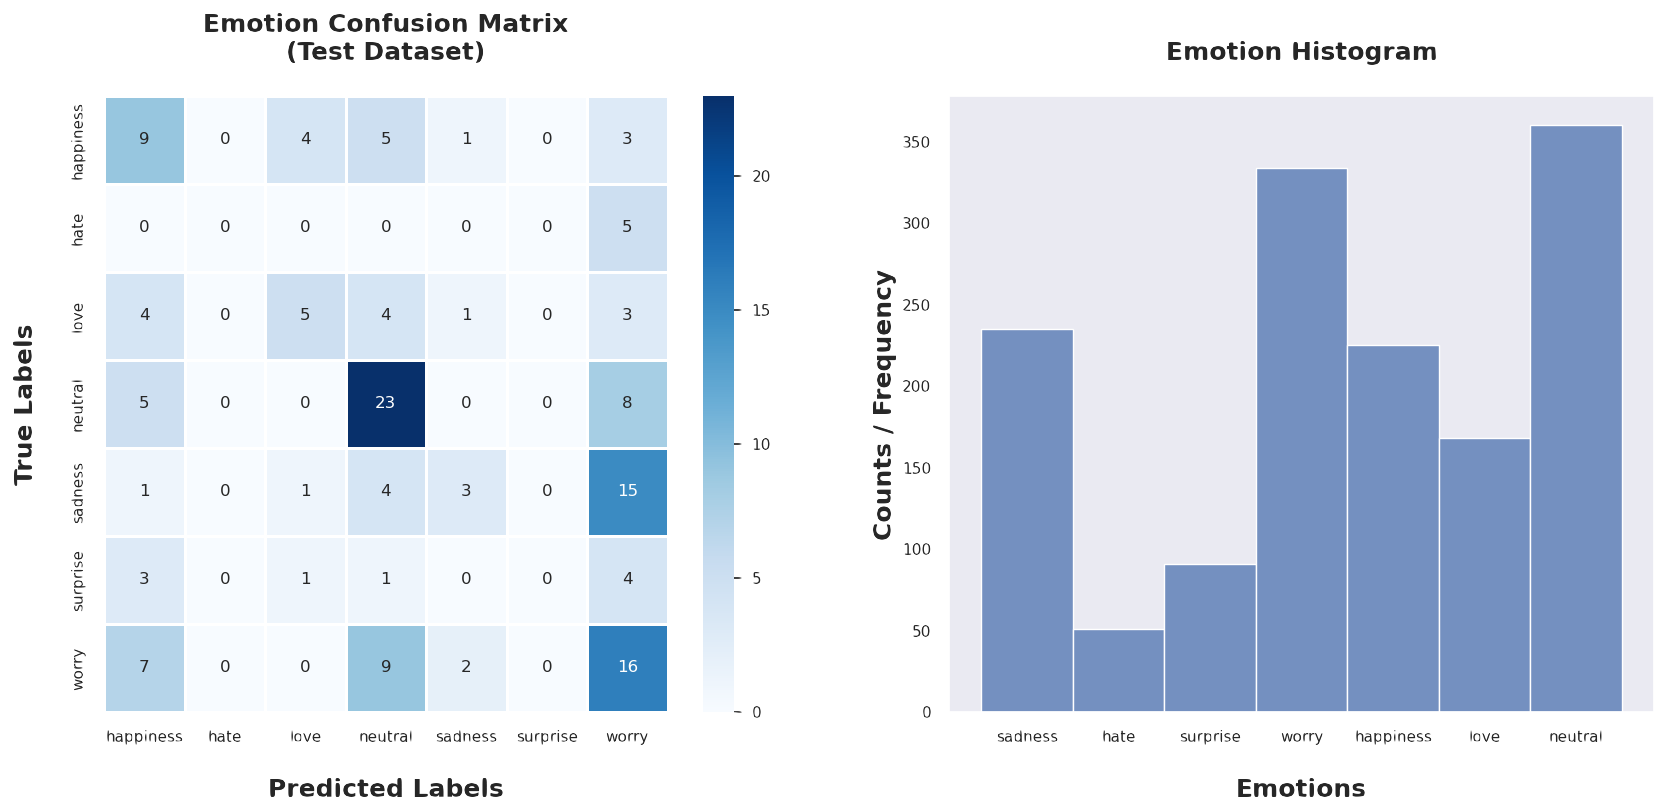 Emotion Confusion Matrix
(Test Dataset)
True Labels
happiness 9 0 4 5 1 0 3
hate 0 0 0 0 0 0 5
love 4 0 5 4 1 0 3
neutral 5 0 0 23 0 0 8
sadness 1 0 1 4 3 0 15
surprise 3 0 1 1 0 0 4
worry 7 0 0 9 2 0 16
happiness hate love neutral sadness surprise worry
Predicted Labels
20
15
10
5
0
Emotion Histogram
Counts / Frequency
350
300
250
200
150
100
50
0
sadness hate surprise worry happiness love neutral
Emotions